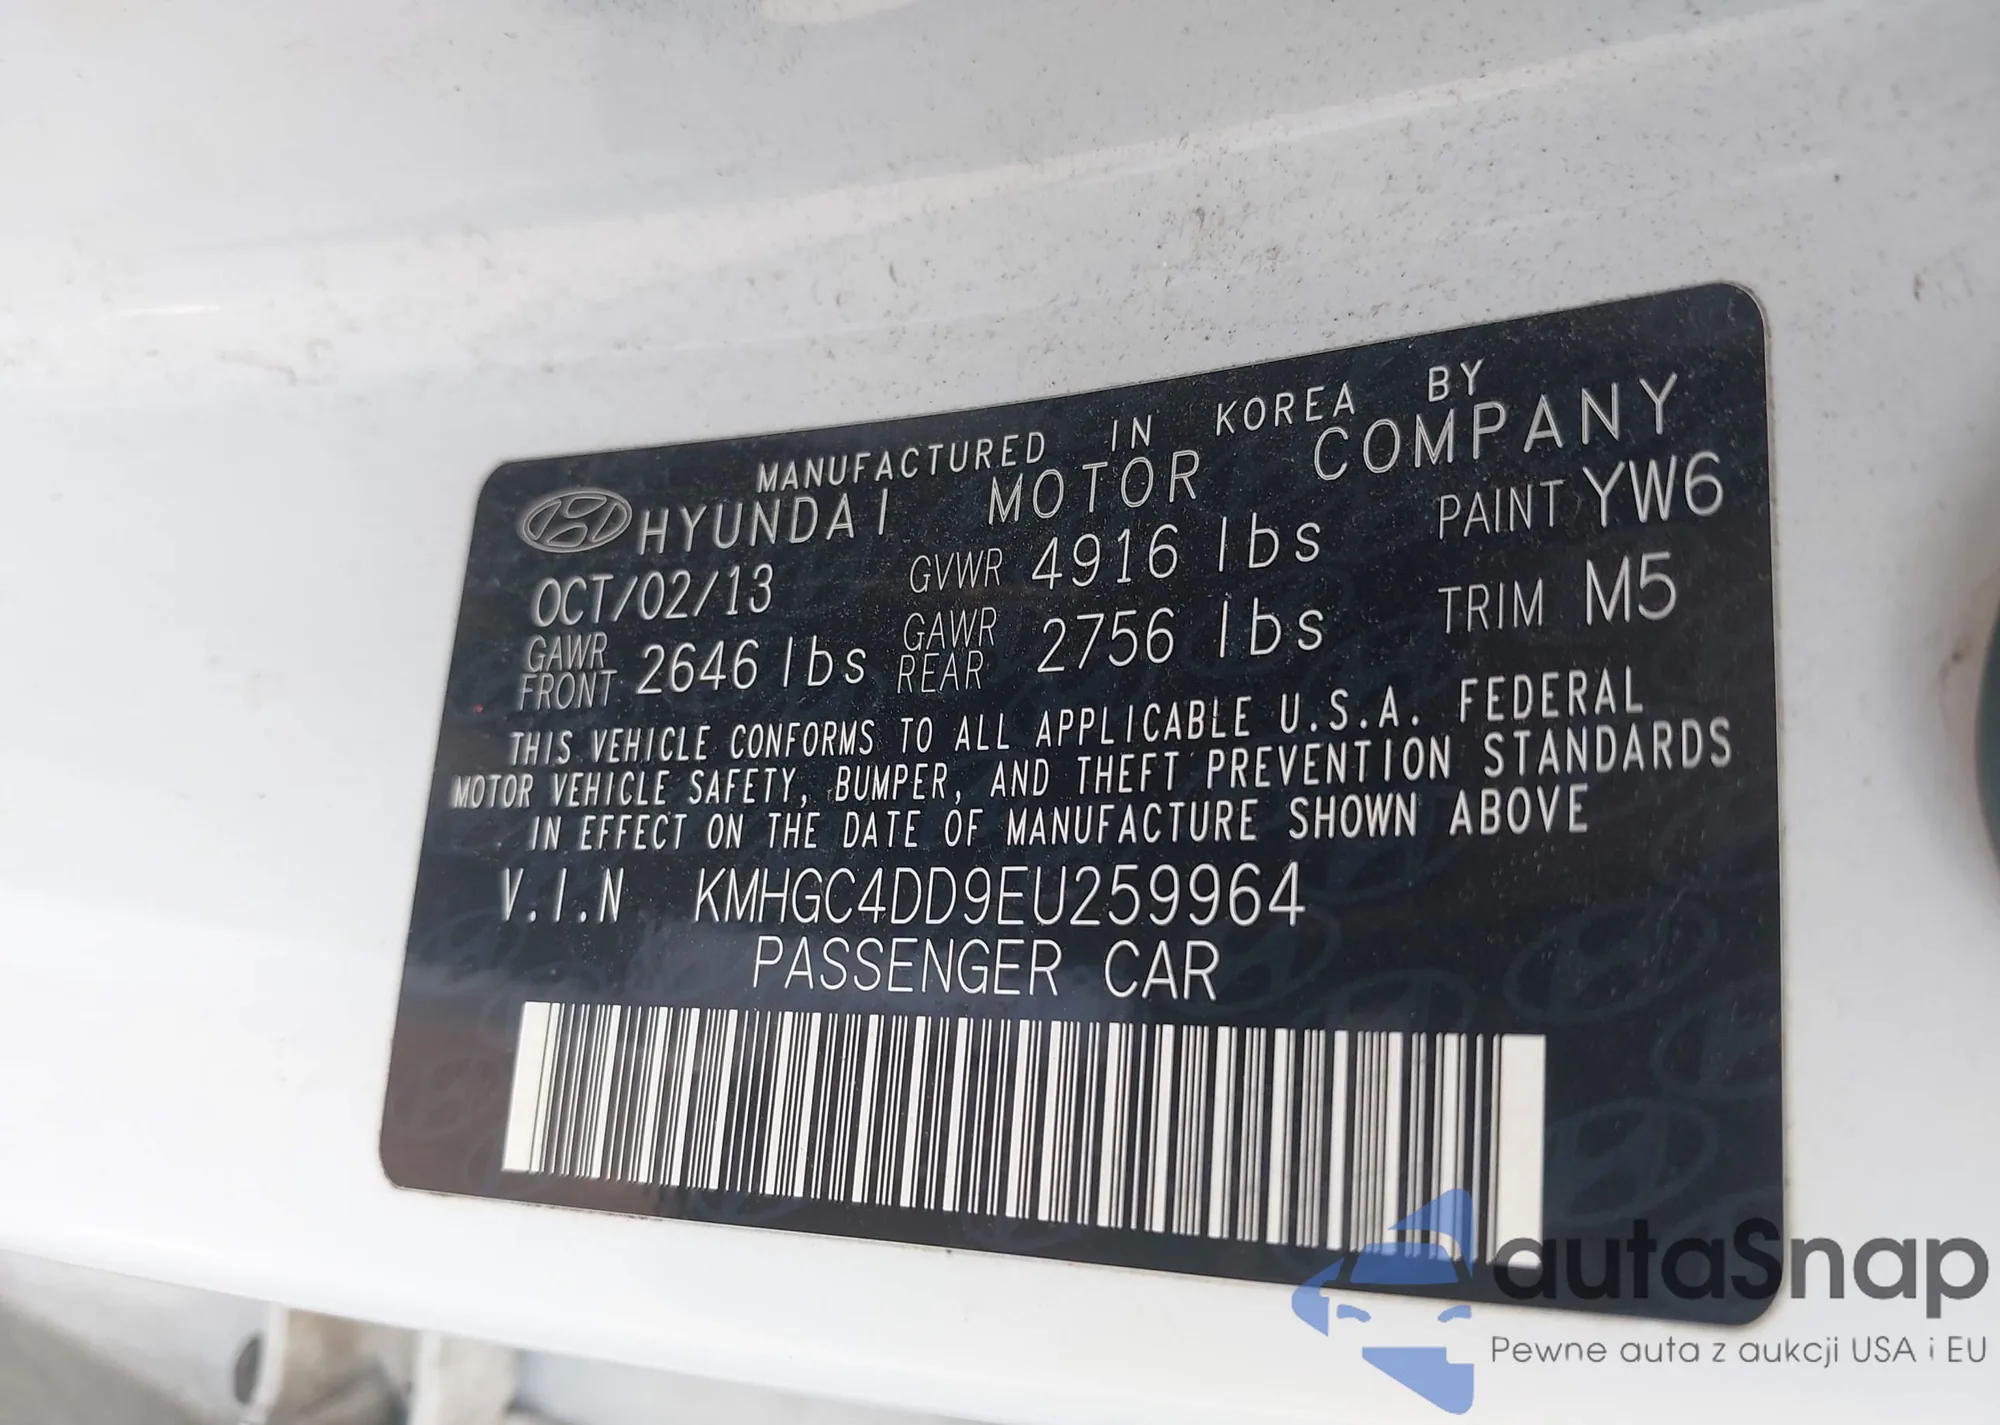 MANUFACTURED IN KOREA BY
HYUNDAI MOTOR COMPANY
OCT/02/13 GVWR 4916 lbs PAINT YW6
GAWR FRONT 2646 lbs GAWR REAR 2756 lbs TRIM M5
THIS VEHICLE CONFORMS TO ALL APPLICABLE U.S.A. FEDERAL
MOTOR VEHICLE SAFETY, BUMPER, AND THEFT PREVENTION STANDARDS
IN EFFECT ON THE DATE OF MANUFACTURE SHOWN ABOVE
V.I.N KMHGC4DD9EU259964
PASSENGER CAR
autaSnap
Pewne auta z aukcji USA i EU